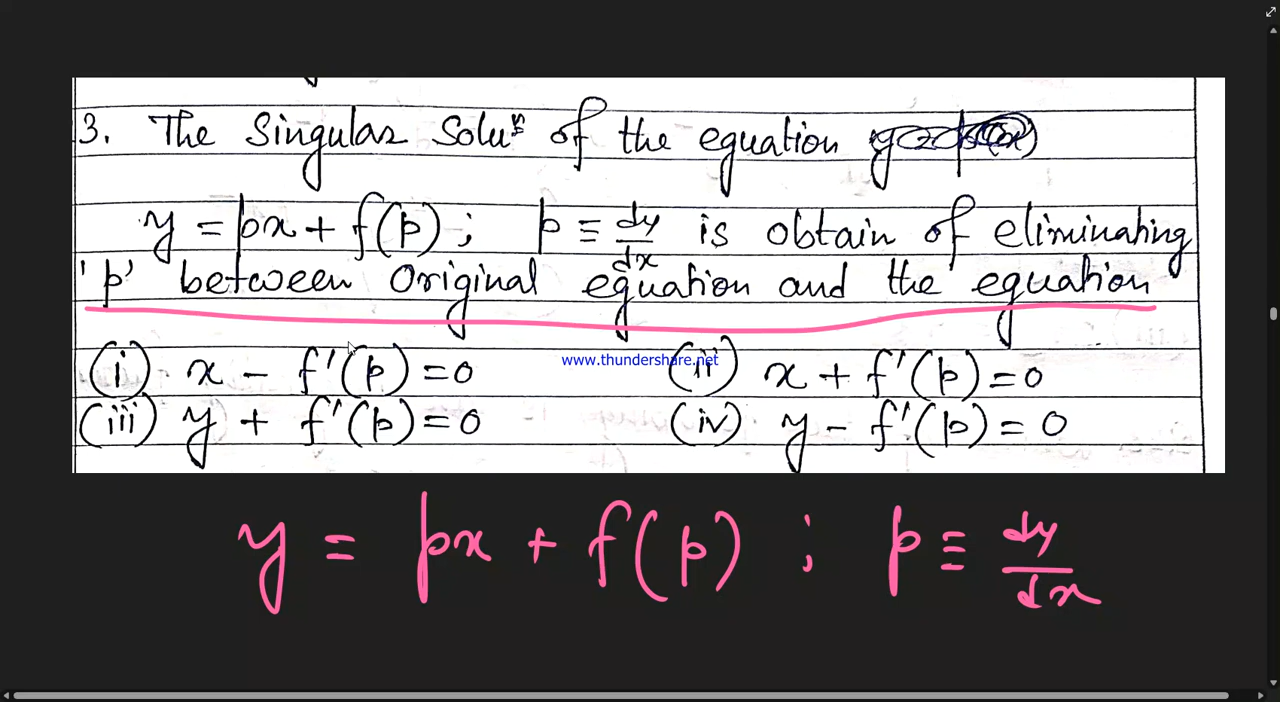 3. The Singular Soluⁿ of the equation
y = px + f(p) ; p ≡ dy/dx is obtain of eliminating
'p' between Original equation and the equation
www.thundershare.net
(i) x - f'(p) = 0 (ii) x + f'(p) = 0
(iii) y + f'(p) = 0 (iv) y - f'(p) = 0
y = px + f(p) ; p ≡ dy/dx